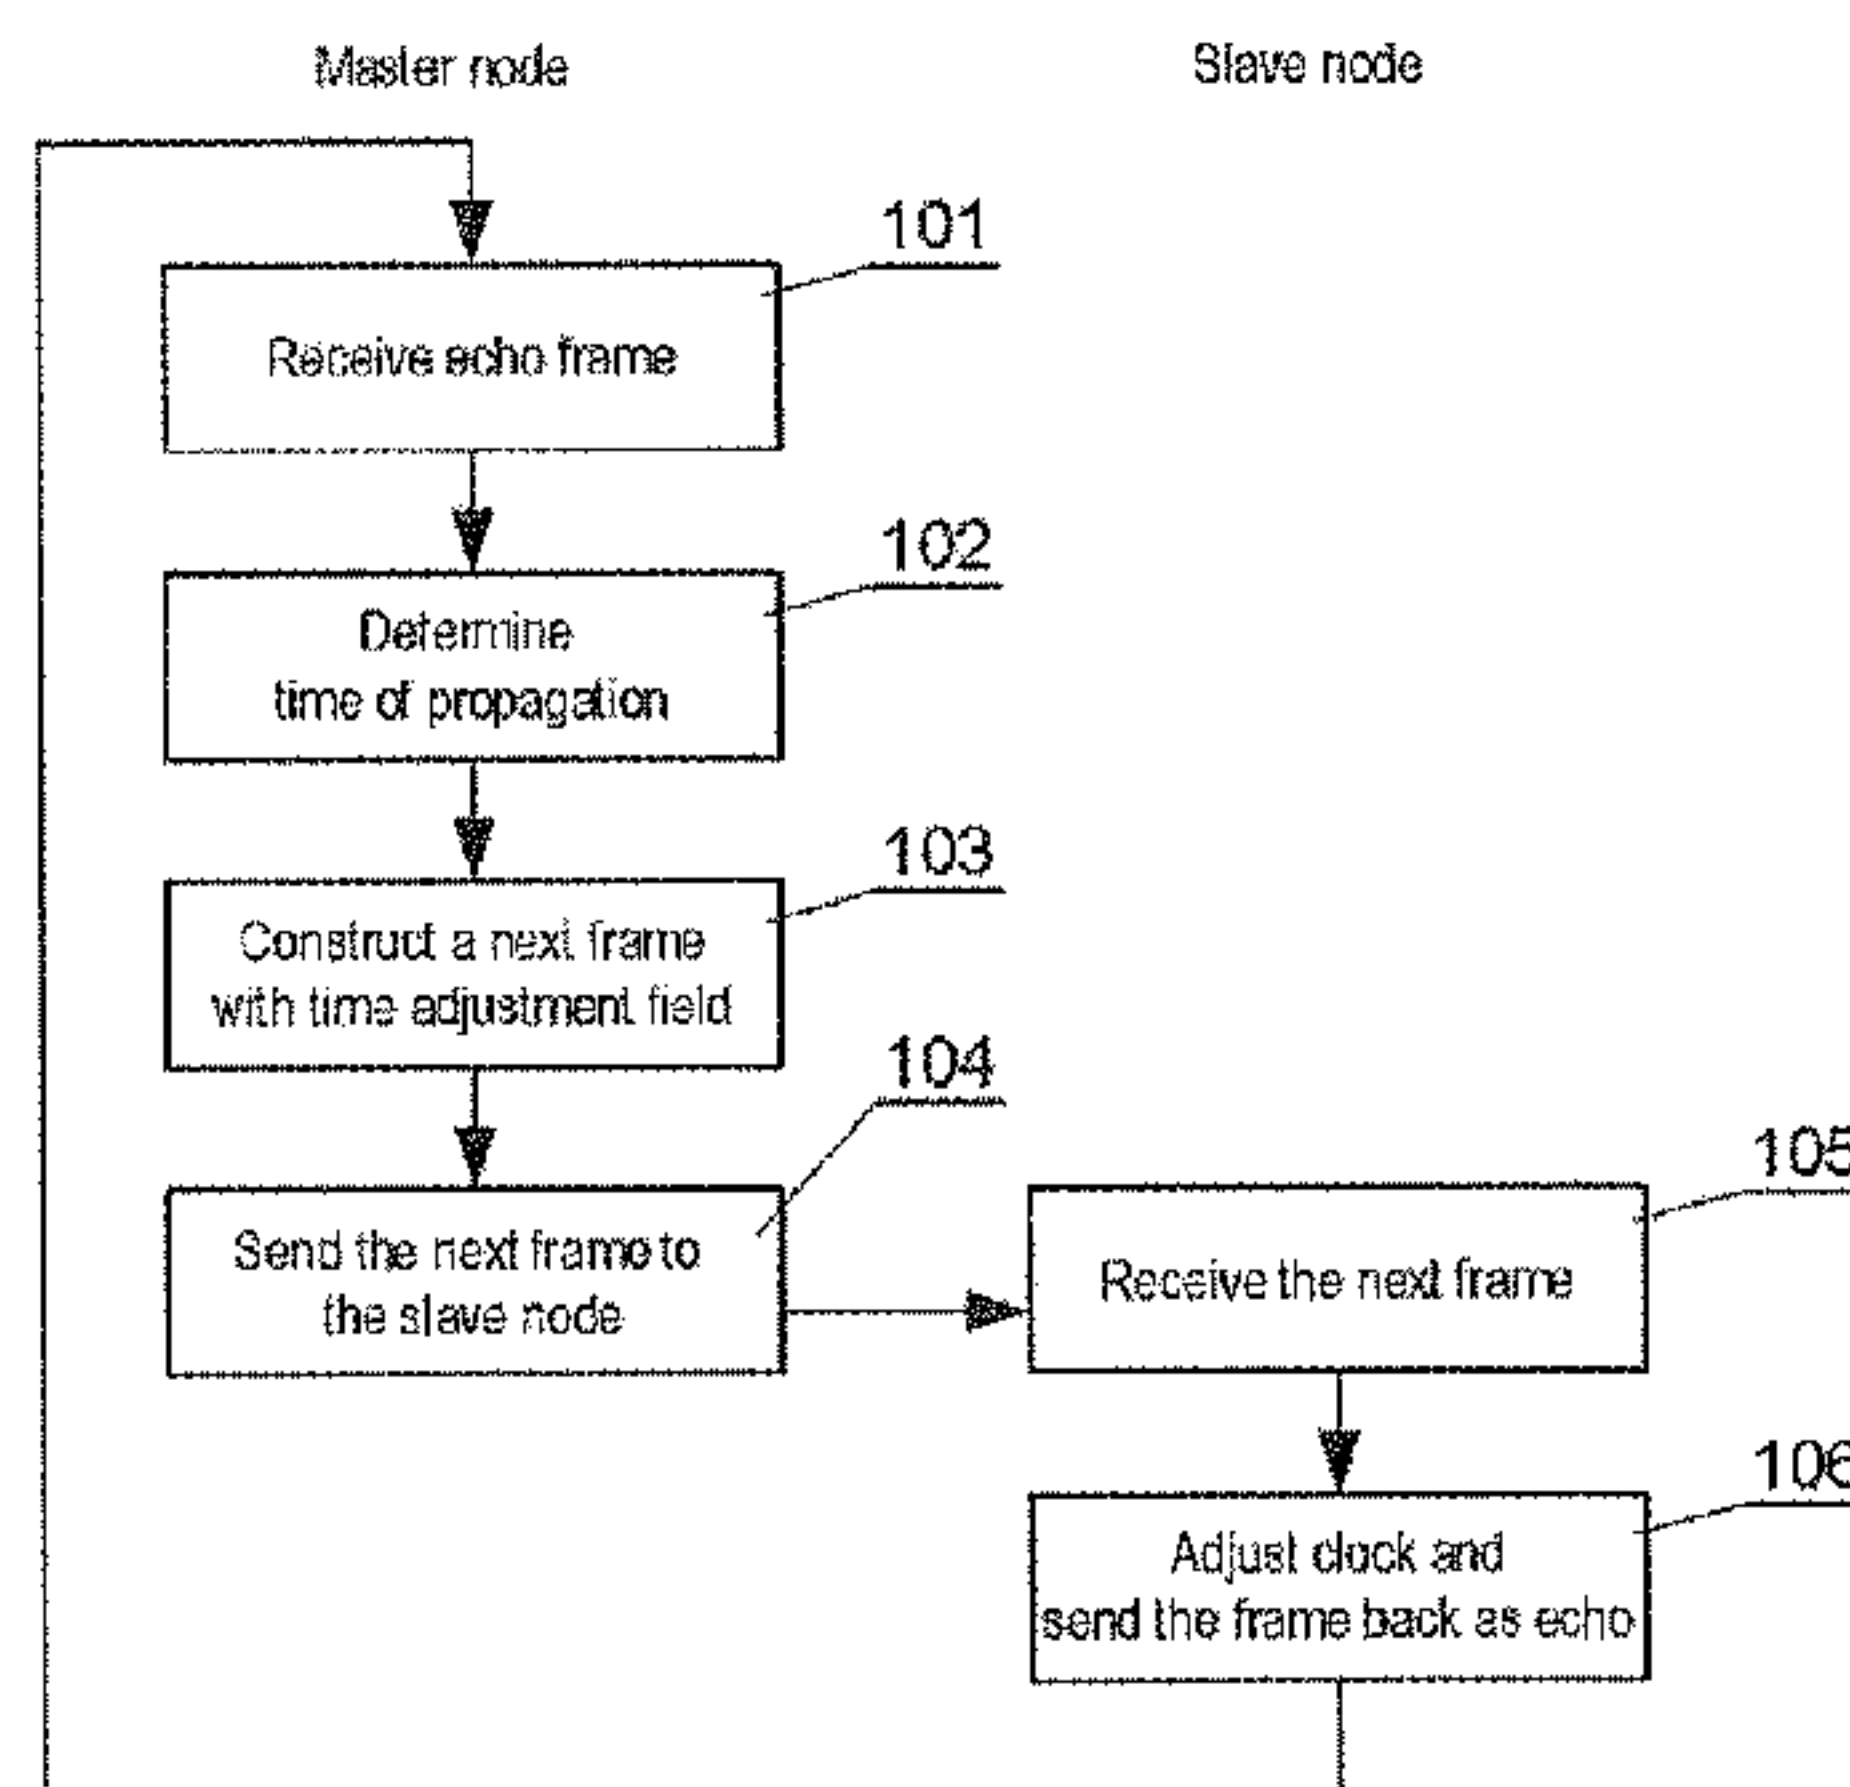 Master node
Slave node
101
Receive echo frame
102
Determine
time of propagation
103
Construct a next frame
with time adjustment field
104
Send the next frame to
the slave node
105
Receive the next frame
106
Adjust clock and
send the frame back as echo